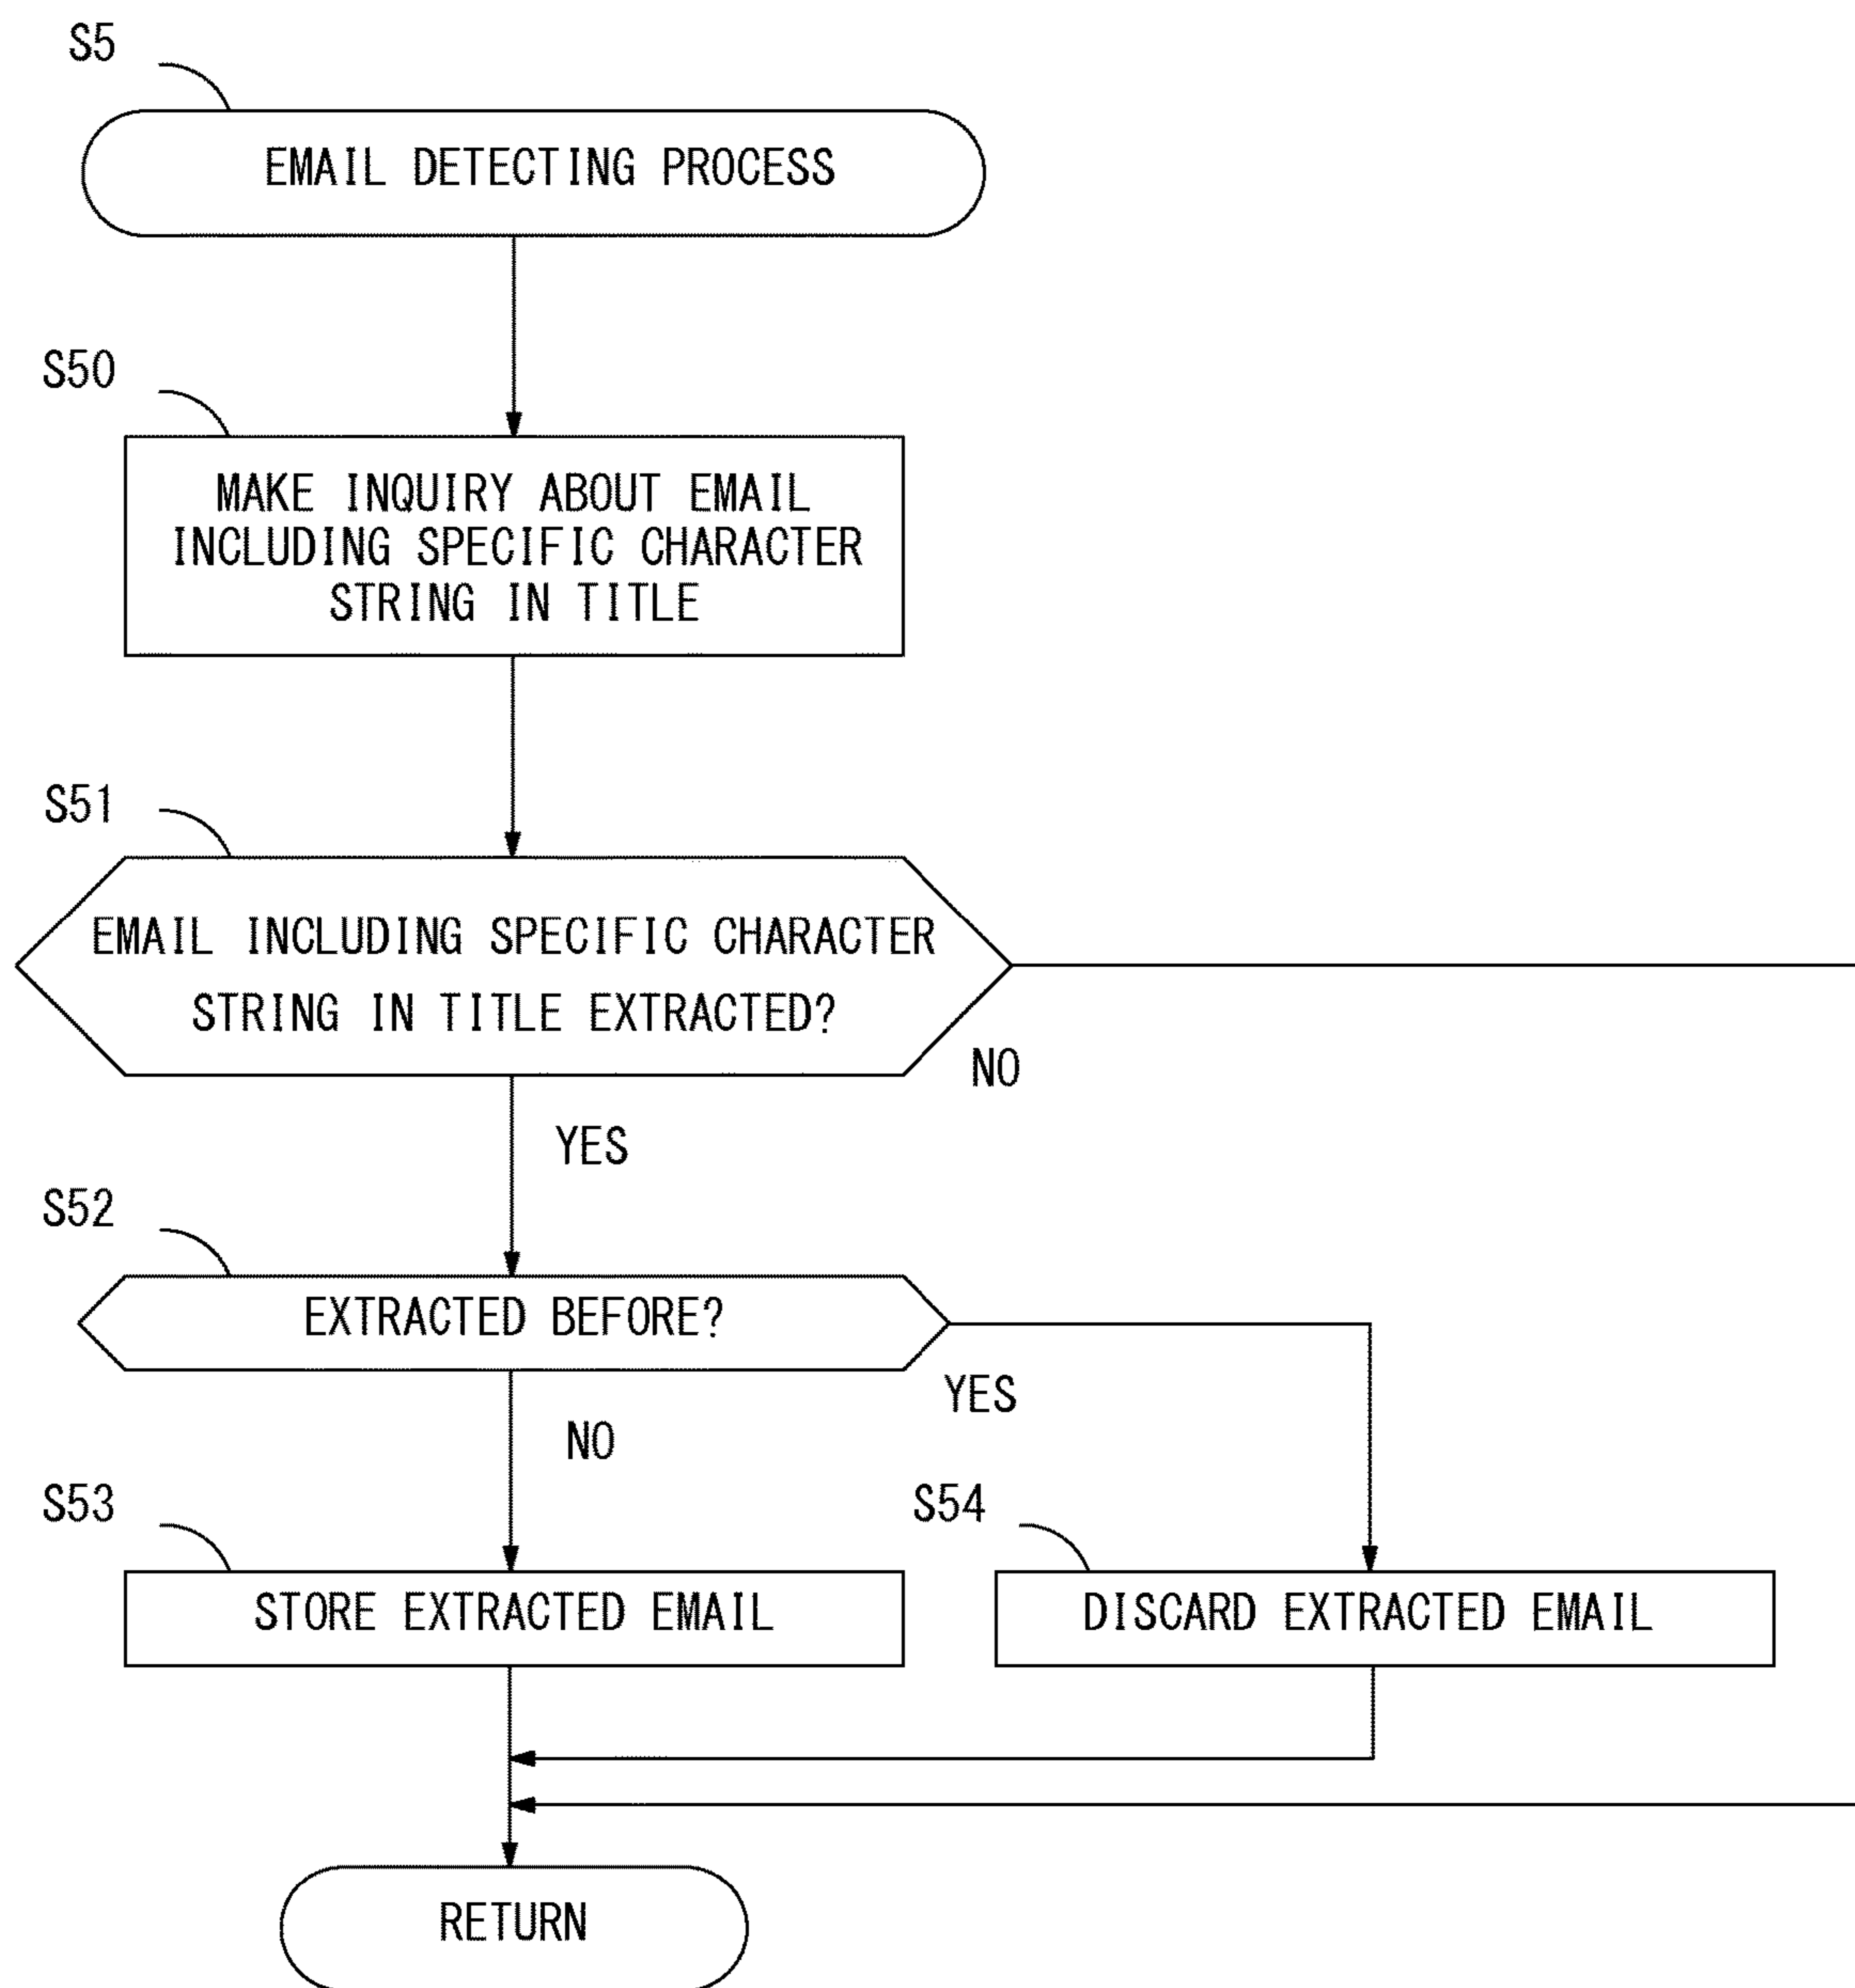 S5
EMAIL DETECTING PROCESS
S50
MAKE INQUIRY ABOUT EMAIL
INCLUDING SPECIFIC CHARACTER
STRING IN TITLE
S51
EMAIL INCLUDING SPECIFIC CHARACTER
STRING IN TITLE EXTRACTED?
NO
YES
S52
EXTRACTED BEFORE?
YES
NO
S53
S54
STORE EXTRACTED EMAIL
DISCARD EXTRACTED EMAIL
RETURN